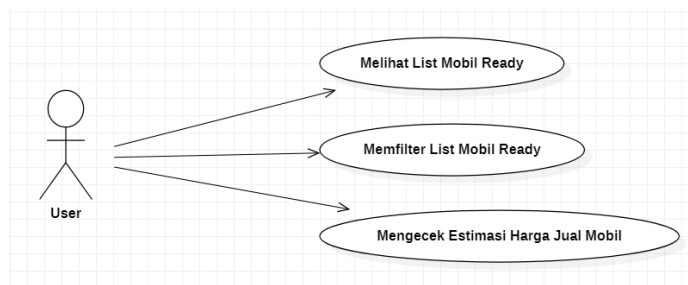 Melihat List Mobil Ready
Memfilter List Mobil Ready
User
Mengecek Estimasi Harga Jual Mobil